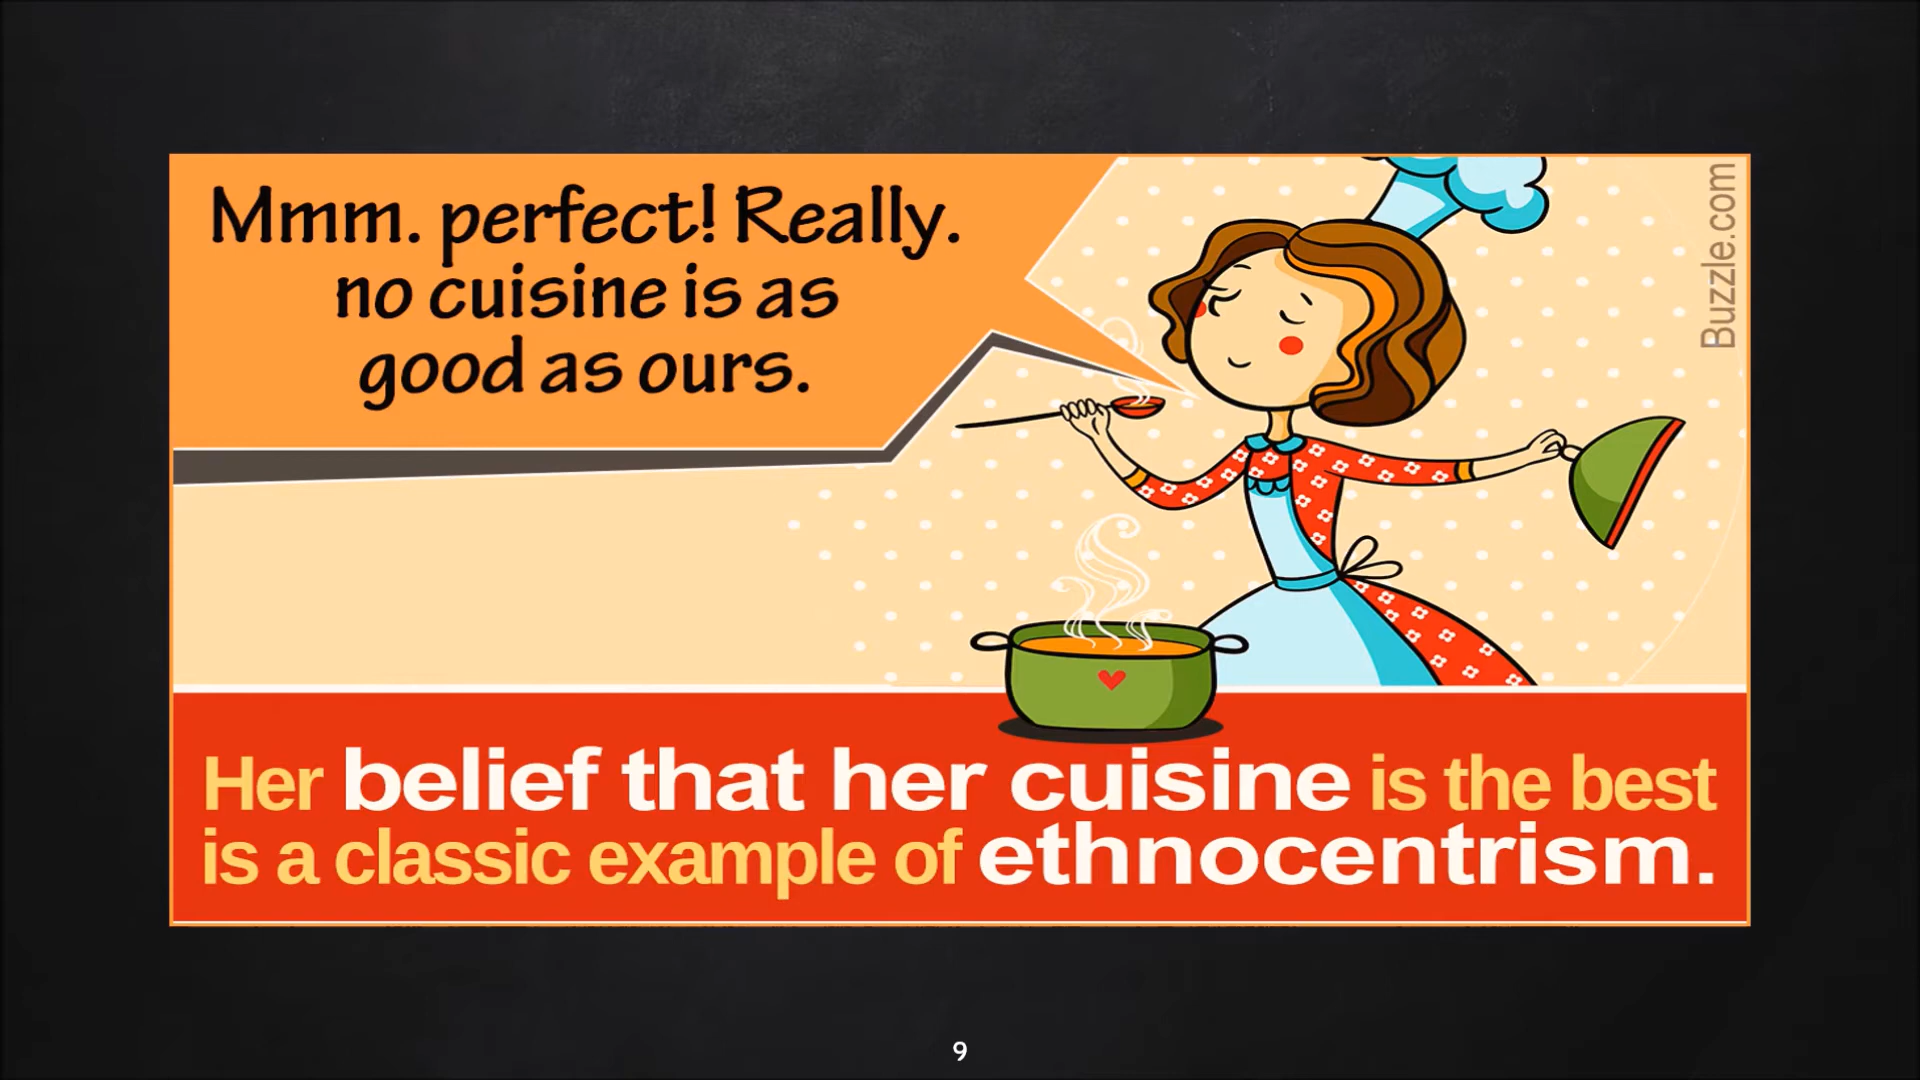 Mmm. perfect! Really.
no cuisine is as
good as ours.
Buzzle.com
Her belief that her cuisine is the best
is a classic example of ethnocentrism.
9